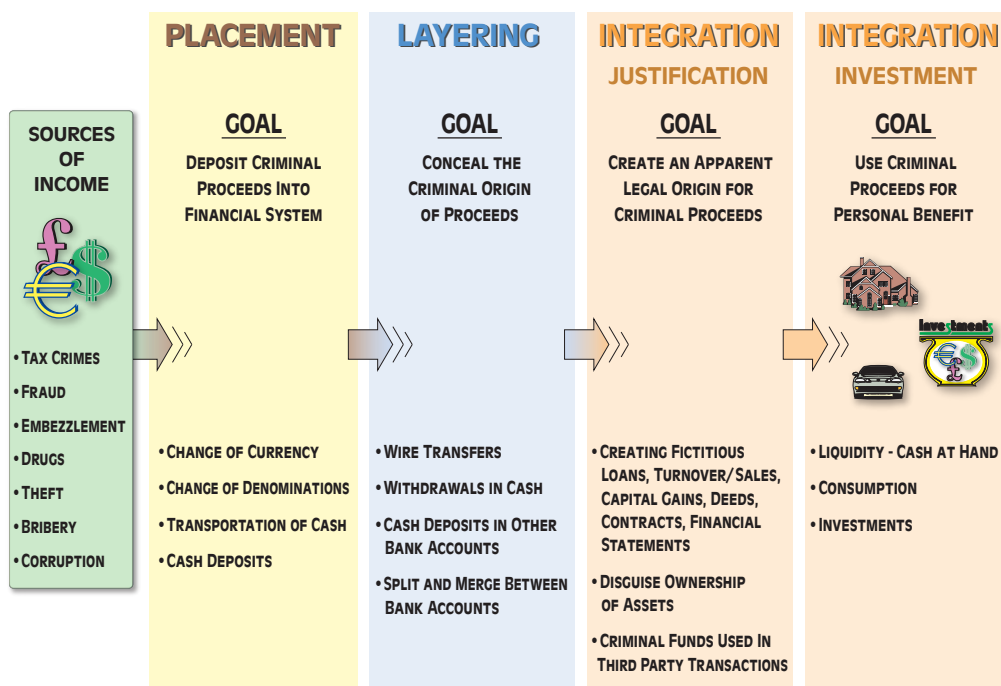 SOURCES
OF
INCOME
• TAX CRIMES
• FRAUD
• EMBEZZLEMENT
• DRUGS
• THEFT
• BRIBERY
• CORRUPTION
PLACEMENT
GOAL
DEPOSIT CRIMINAL
PROCEEDS INTO
FINANCIAL SYSTEM
• CHANGE OF CURRENCY
• CHANGE OF DENOMINATIONS
• TRANSPORTATION OF CASH
• CASH DEPOSITS
LAYERING
GOAL
CONCEAL THE
CRIMINAL ORIGIN
OF PROCEEDS
• WIRE TRANSFERS
• WITHDRAWALS IN CASH
• CASH DEPOSITS IN OTHER
BANK ACCOUNTS
• SPLIT AND MERGE BETWEEN
BANK ACCOUNTS
INTEGRATION
JUSTIFICATION
GOAL
CREATE AN APPARENT
LEGAL ORIGIN FOR
CRIMINAL PROCEEDS
• CREATING FICTITIOUS
LOANS, TURNOVER/SALES,
CAPITAL GAINS, DEEDS,
CONTRACTS, FINANCIAL
STATEMENTS
• DISGUISE OWNERSHIP
OF ASSETS
• CRIMINAL FUNDS USED IN
THIRD PARTY TRANSACTIONS
INTEGRATION
INVESTMENT
GOAL
USE CRIMINAL
PROCEEDS FOR
PERSONAL BENEFIT
Investments
• LIQUIDITY - CASH AT HAND
• CONSUMPTION
• INVESTMENTS